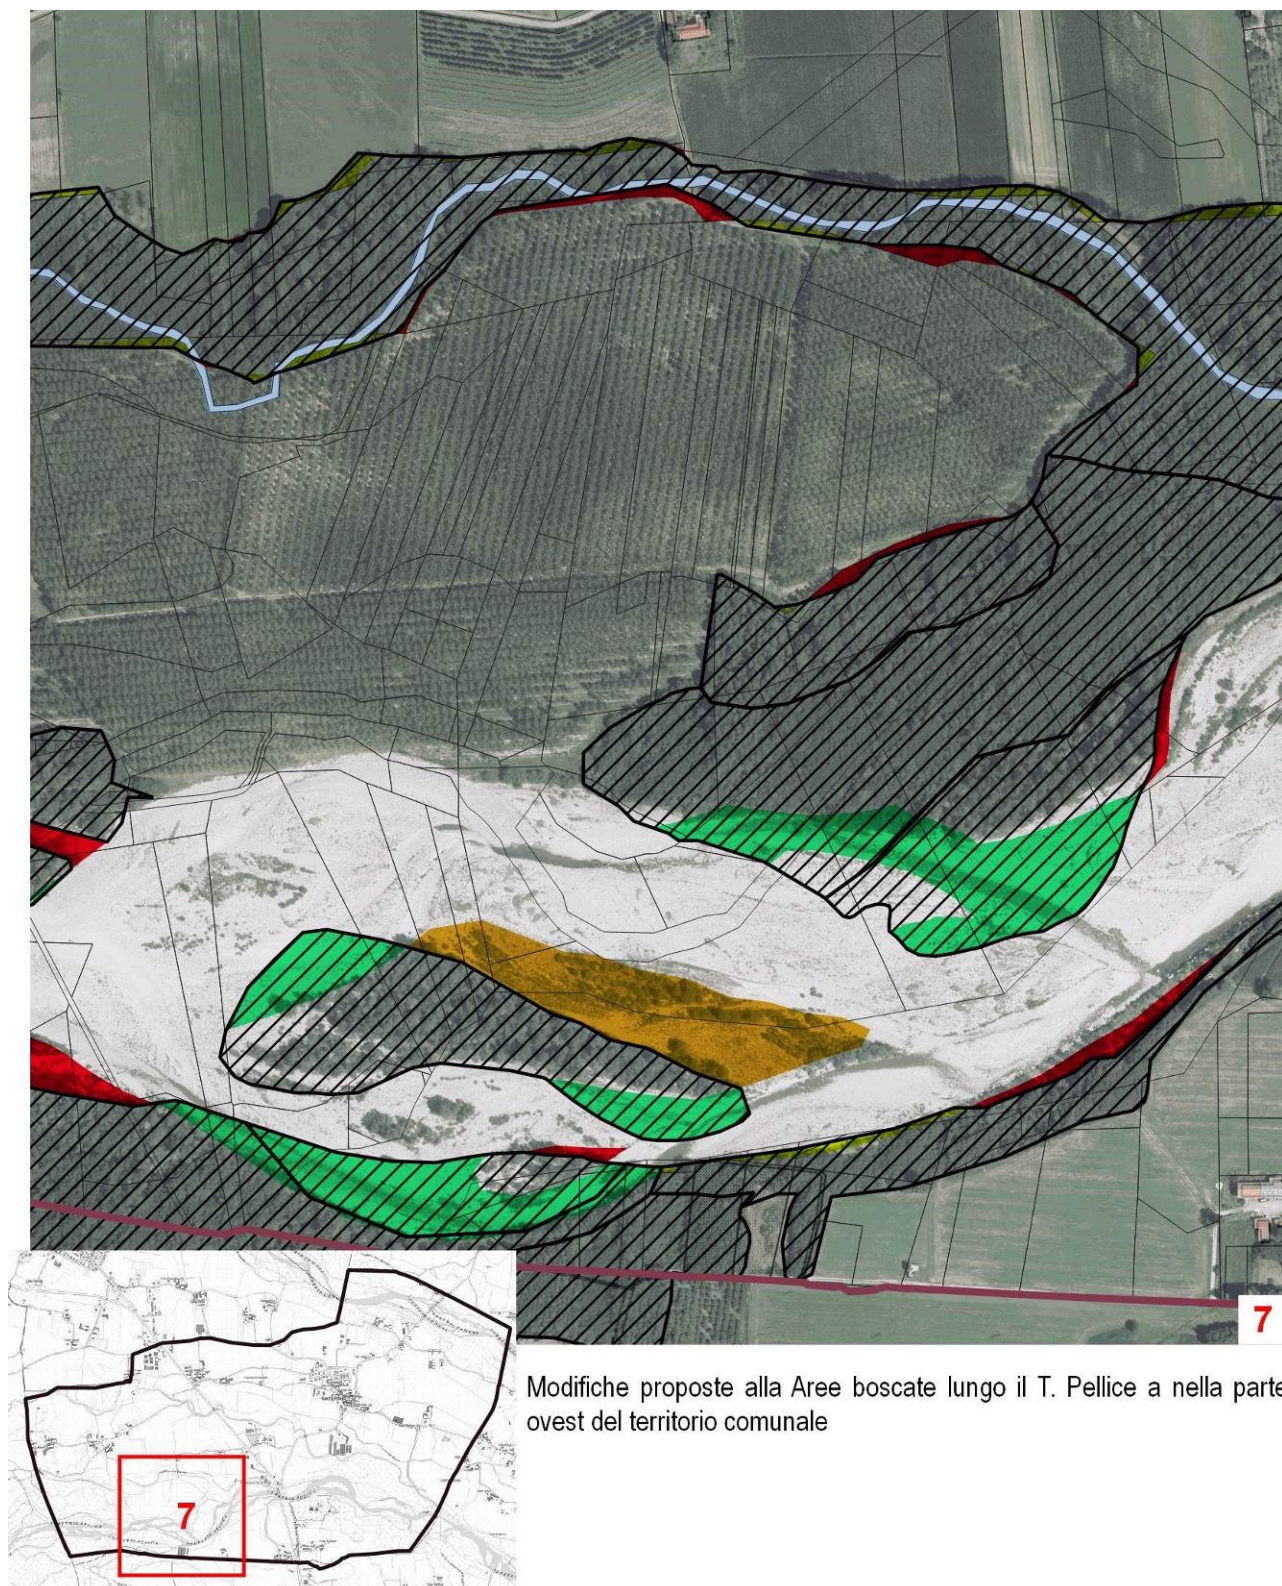 7
7
Modifiche proposte alla Aree boscate lungo il T. Pellice a nella parte
ovest del territorio comunale